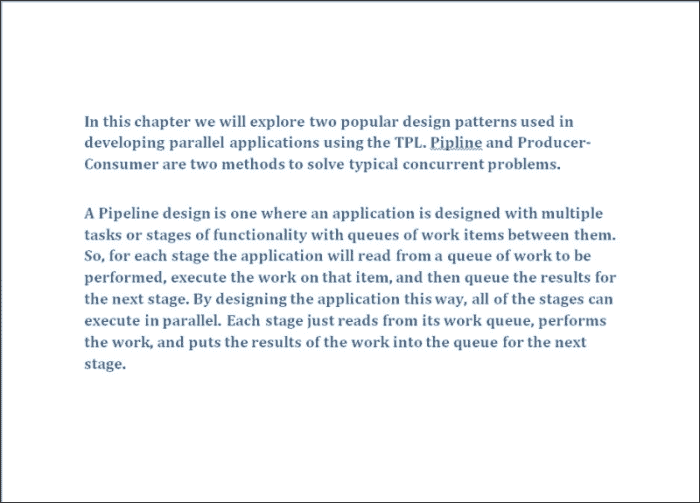 In this chapter we will explore two popular design patterns used in
developing parallel applications using the TPL. Pipline and Producer-
Consumer are two methods to solve typical concurrent problems.
A Pipeline design is one where an application is designed with multiple
tasks or stages of functionality with queues of work items between them.
So, for each stage the application will read from a queue of work to be
performed, execute the work on that item, and then queue the results for
the next stage. By designing the application this way, all of the stages can
execute in parallel. Each stage just reads from its work queue, performs
the work, and puts the results of the work into the queue for the next
stage.